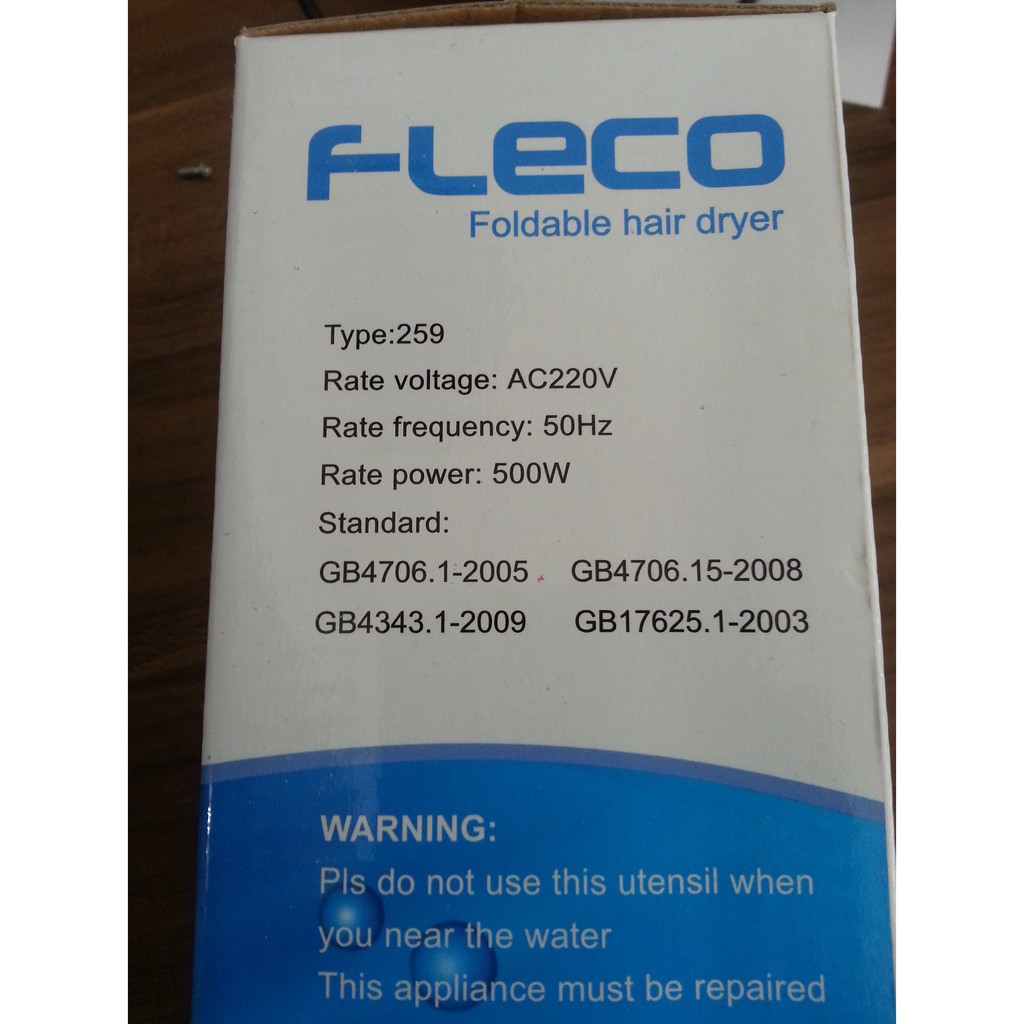 FLeCO
Foldable hair dryer
Type:259
Rate voltage: AC220V
Rate frequency: 50Hz
Rate power: 500W
Standard:
GB4706.1-2005 GB4706.15-2008
GB4343.1-2009 GB17625.1-2003
WARNING:
Pls do not use this utensil when
you near the water
This appliance must be repaired